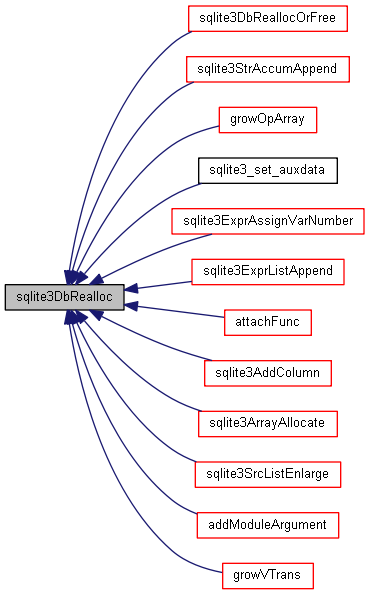 sqlite3DbReallocOrFree
sqlite3StrAccumAppend
growOpArray
sqlite3_set_auxdata
sqlite3ExprAssignVarNumber
sqlite3ExprListAppend
sqlite3DbRealloc
attachFunc
sqlite3AddColumn
sqlite3ArrayAllocate
sqlite3SrcListEnlarge
addModuleArgument
growVTrans